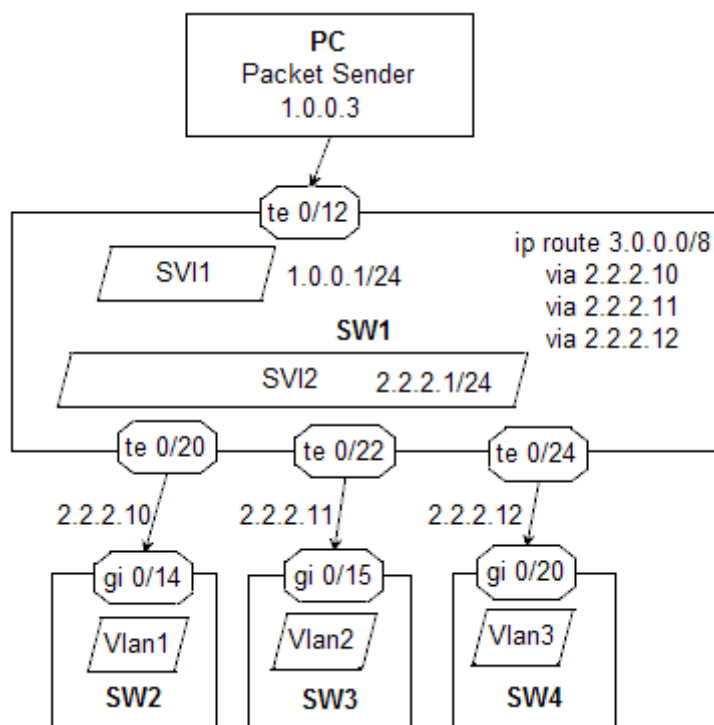 PC
Packet Sender
1.0.0.3
te 0/12
ip route 3.0.0.0/8
via 2.2.2.10
via 2.2.2.11
via 2.2.2.12
SVI1
1.0.0.1/24
SW1
SVI2
2.2.2.1/24
te 0/20
te 0/22
te 0/24
2.2.2.10
2.2.2.11
2.2.2.12
gi 0/14
gi 0/15
gi 0/20
Vlan1
Vlan2
Vlan3
SW2
SW3
SW4